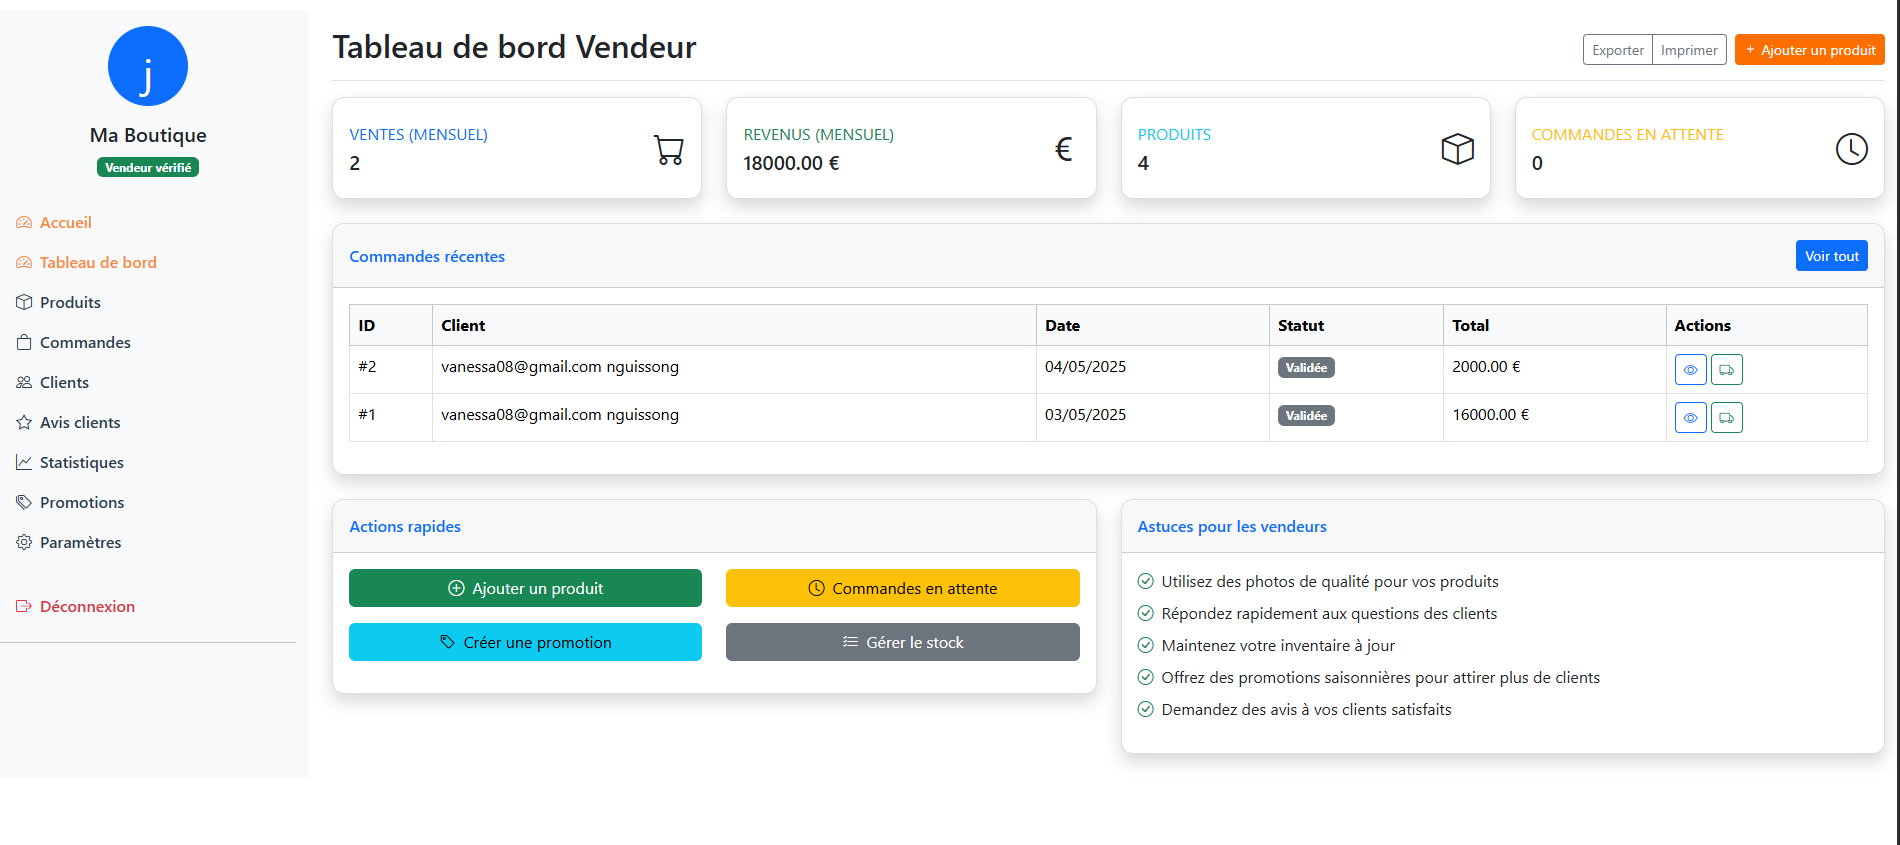 j
Ma Boutique
Vendeur vérifié
Accueil
Tableau de bord
Produits
Commandes
Clients
Avis clients
Statistiques
Promotions
Paramètres
Déconnexion
Tableau de bord Vendeur
Exporter Imprimer + Ajouter un produit
VENTES (MENSUEL)
2
REVENUS (MENSUEL)
18000.00 €
€
PRODUITS
4
COMMANDES EN ATTENTE
0
Commandes récentes
Voir tout
ID Client Date Statut Total Actions
#2 vanessa08@gmail.com nguissong 04/05/2025 Validée 2000.00 €
#1 vanessa08@gmail.com nguissong 03/05/2025 Validée 16000.00 €
Actions rapides
Ajouter un produit
Commandes en attente
Créer une promotion
Gérer le stock
Astuces pour les vendeurs
Utilisez des photos de qualité pour vos produits
Répondez rapidement aux questions des clients
Maintenez votre inventaire à jour
Offrez des promotions saisonnières pour attirer plus de clients
Demandez des avis à vos clients satisfaits